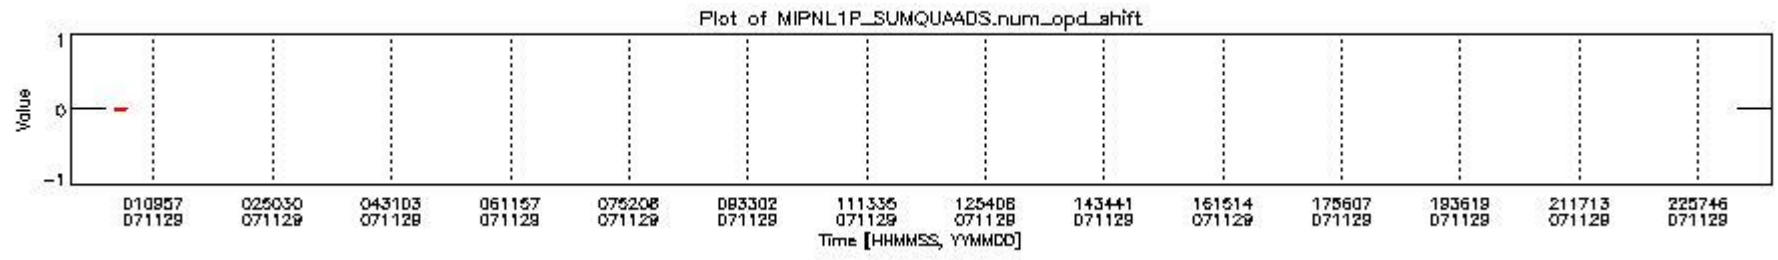 Plot of MIPNL1P_SUMQUAADS.num_opd_shift
1
Value
0
-1
010957 025030 043103 061157 075208 093302 111335 125408 143441 161514 175607 193619 211713 225746
071129 071129 071129 071129 071129 071129 071129 071129 071129 071129 071129 071129 071129 071129
Time [HHMMSS, YYMMDD]